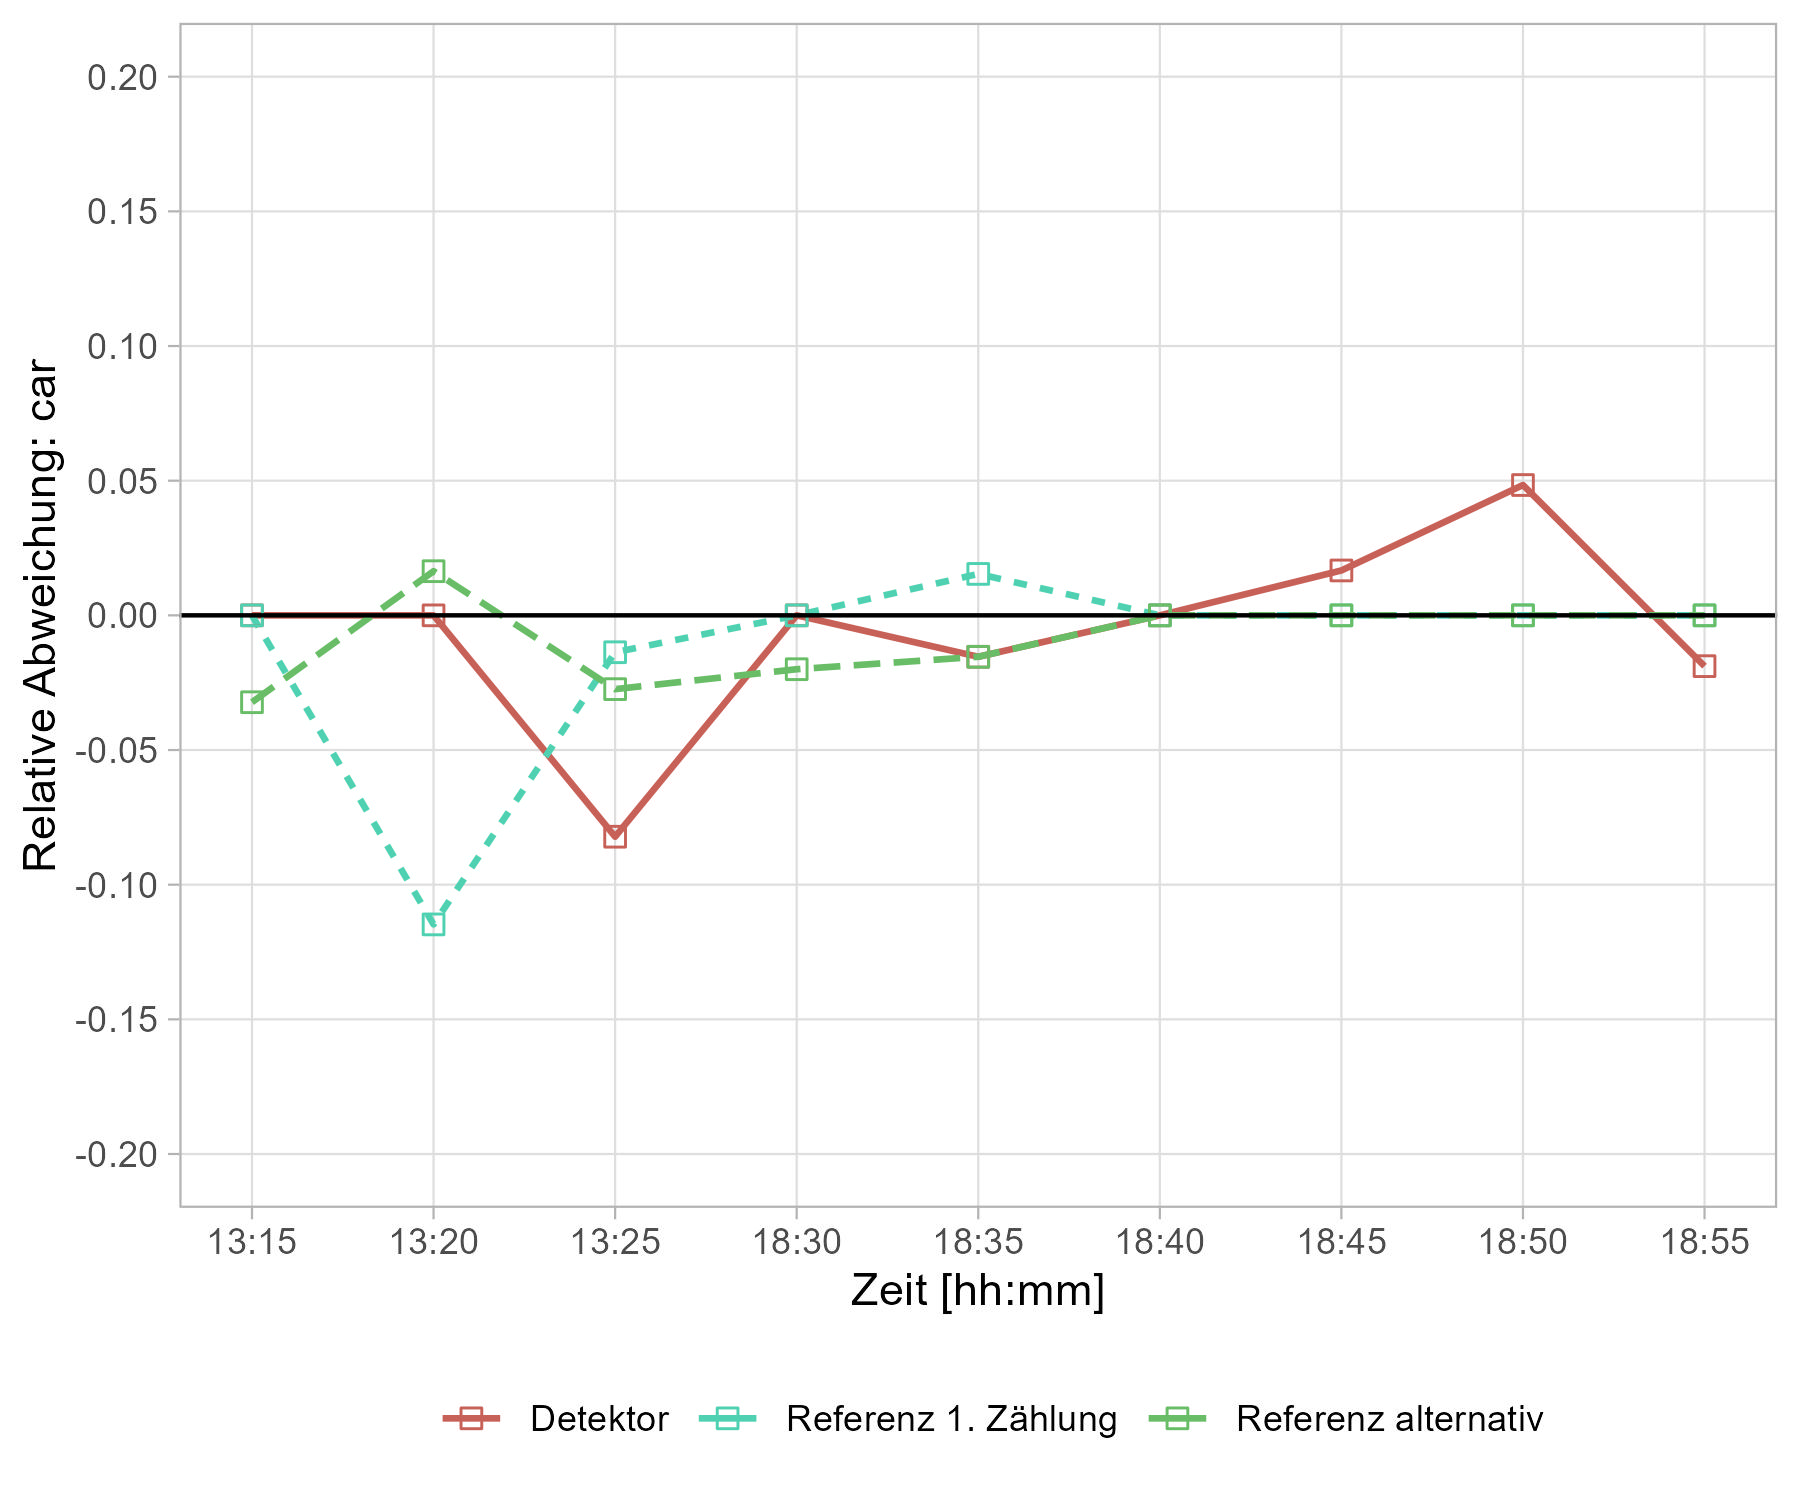 Relative Abweichung: car
0.20
0.15
0.10
0.05
0.00
-0.05
-0.10
-0.15
-0.20
13:15 13:20 13:25 18:30 18:35 18:40 18:45 18:50 18:55
Zeit [hh:mm]
Detektor Referenz 1. Zählung Referenz alternativ